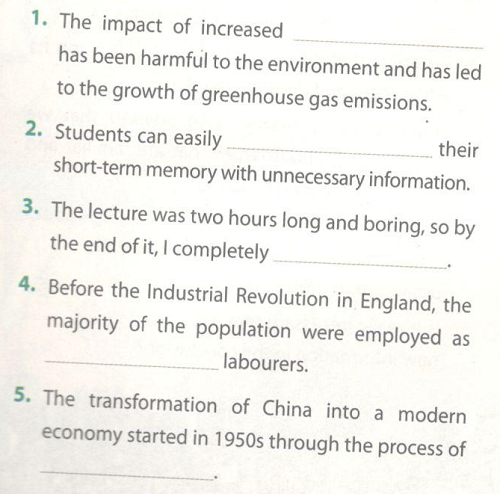 1. The impact of increased
has been harmful to the environment and has led
to the growth of greenhouse gas emissions.
2. Students can easily their
short-term memory with unnecessary information.
3. The lecture was two hours long and boring, so by
the end of it, I completely .
4. Before the Industrial Revolution in England, the
majority of the population were employed as
labourers.
5. The transformation of China into a modern
economy started in 1950s through the process of
.